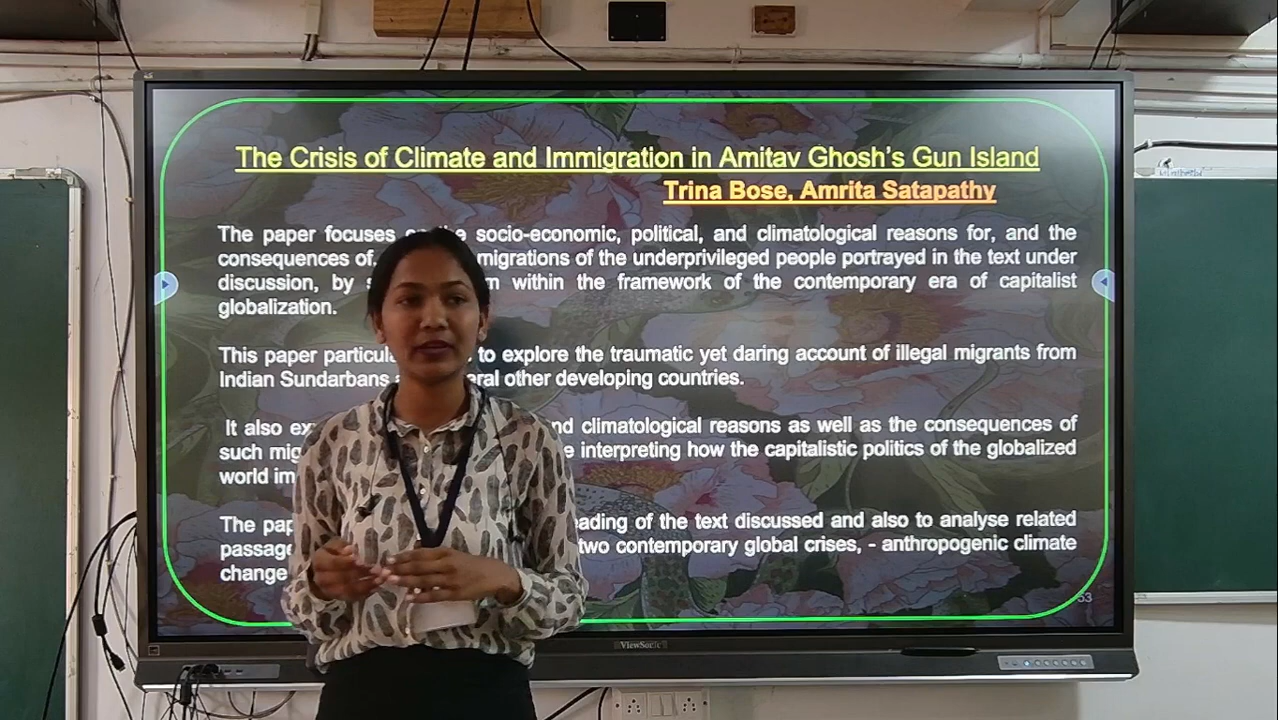 The Crisis of Climate and Immigration in Amitav Ghosh's Gun Island
Trina Bose, Amrita Satapathy
The paper focuses socio-economic, political, and climatological reasons for, and the
consequences of, migrations of the underprivileged people portrayed in the text under
discussion, by within the framework of the contemporary era of capitalist
globalization.
This paper to explore the traumatic yet daring account of illegal migrants from
Indian Sundarbans other developing countries.
It also climatological reasons as well as the consequences of
such interpreting how the capitalistic politics of the globalized
world
The of the text discussed and also to analyse related
two contemporary global crises, - anthropogenic climate
change
53
ViewSonic